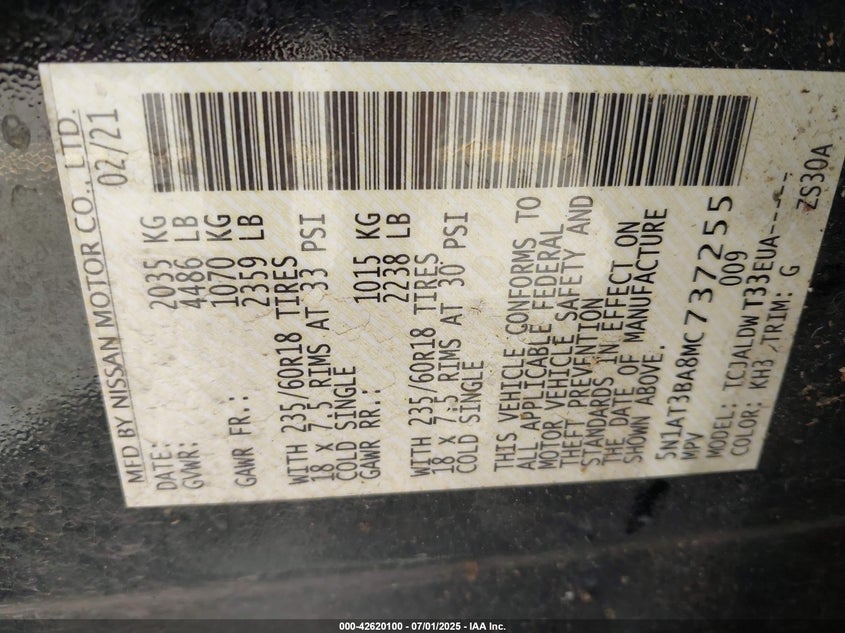 MFD BY NISSAN MOTOR CO., LTD.
DATE: 02/21
GVWR: 2035 KG
4486 LB
GAWR FR.: 1070 KG
2359 LB
WITH 235/60R18 TIRES
18 X 7.5 RIMS AT 33 PSI
COLD SINGLE
GAWR RR.: 1015 KG
2238 LB
WITH 235/60R18 TIRES
18 X 7.5 RIMS AT 30 PSI
COLD SINGLE
THIS VEHICLE CONFORMS TO
ALL APPLICABLE FEDERAL
MOTOR VEHICLE SAFETY AND
THEFT PREVENTION
STANDARDS IN EFFECT ON
THE DATE OF MANUFACTURE
SHOWN ABOVE.
5N1AT3BA8MC737255
MPV 009
MODEL: TCJALDWT33EUA-----
COLOR: KH3 TRIM: G ZS30A
000-42620100 - 07/01/2025 - IAA Inc.